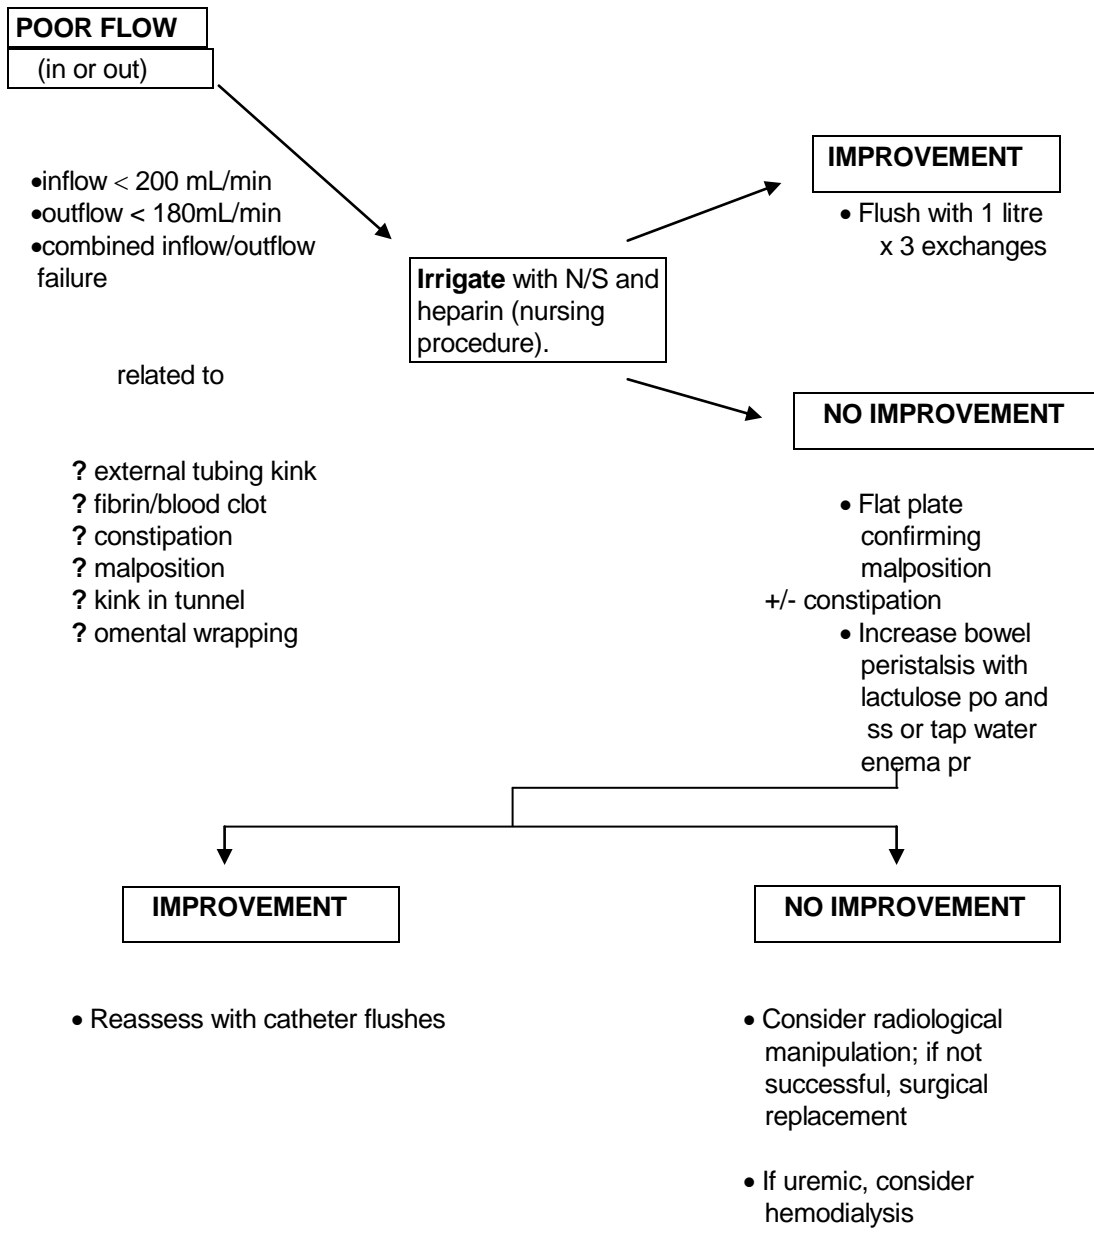 POOR FLOW
(in or out)
•inflow < 200 mL/min
•outflow < 180mL/min
•combined inflow/outflow
failure
related to
? external tubing kink
? fibrin/blood clot
? constipation
? malposition
? kink in tunnel
? omental wrapping
Irrigate with N/S and
heparin (nursing
procedure).
IMPROVEMENT
• Flush with 1 litre
x 3 exchanges
NO IMPROVEMENT
• Flat plate
confirming
malposition
+/- constipation
• Increase bowel
peristalsis with
lactulose po and
ss or tap water
enema pr
IMPROVEMENT
• Reassess with catheter flushes
NO IMPROVEMENT
• Consider radiological
manipulation; if not
successful, surgical
replacement
• If uremic, consider
hemodialysis